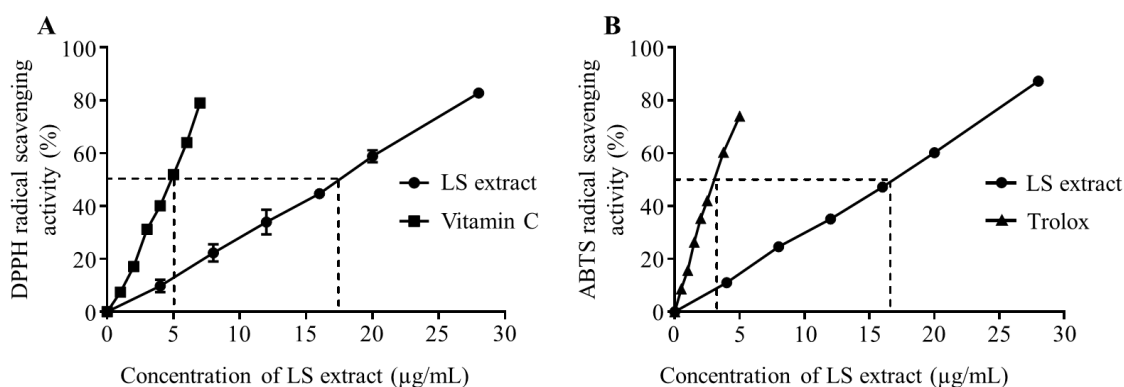 A
DPPH radical scavenging
activity (%)
100
80
60
40
20
0
0 5 10 15 20 25 30
Concentration of LS extract (µg/mL)
LS extract
Vitamin C
B
ABTS radical scavenging
activity (%)
100
80
60
40
20
0
0 5 10 15 20 25 30
Concentration of LS extract (µg/mL)
LS extract
Trolox